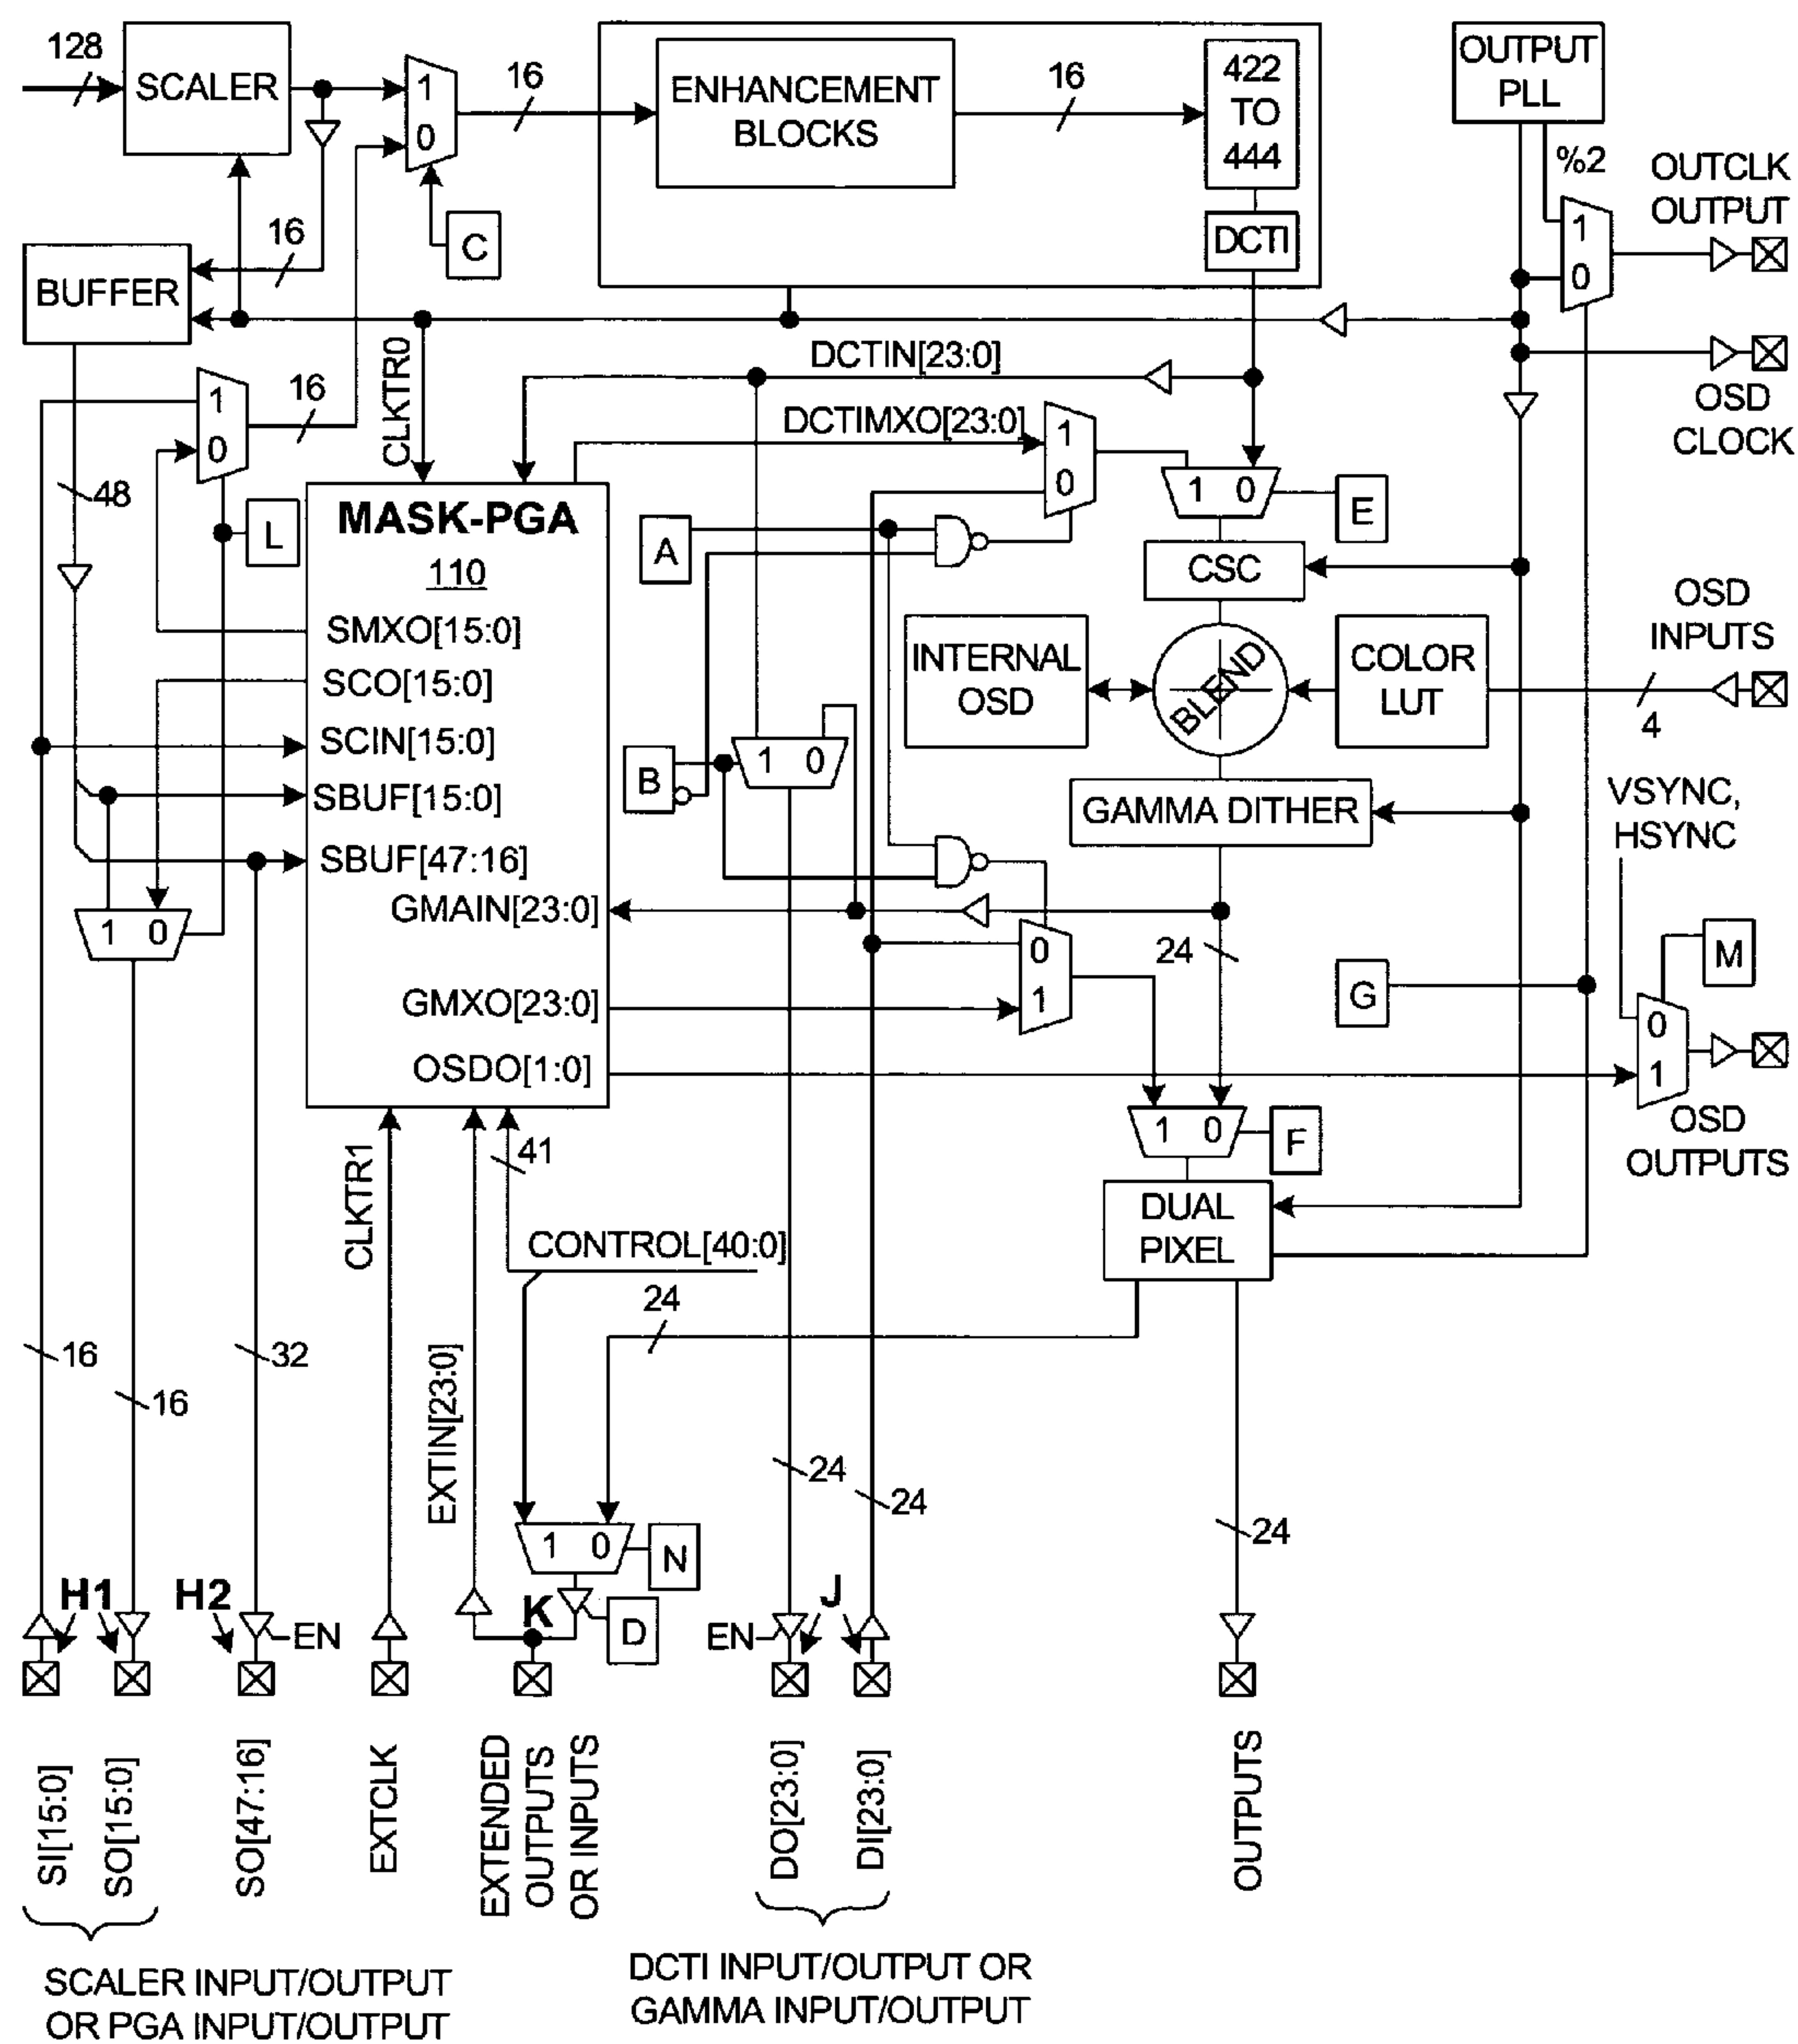 128
SCALER
1
0
16
ENHANCEMENT
BLOCKS
16
422
TO
444
DCTI
OUTPUT
PLL
%2
OUTCLK
OUTPUT
1
0
C
16
BUFFER
CLKTR0
DCTIN[23:0]
DCTIMXO[23:0]
OSD
CLOCK
1
0
16
1
0
1 0
E
48
L
MASK-PGA
110
A
CSC
SMXO[15:0]
SCO[15:0]
SCIN[15:0]
SBUF[15:0]
SBUF[47:16]
GMAIN[23:0]
GMXO[23:0]
OSDO[1:0]
INTERNAL
OSD
BLEND
COLOR
LUT
OSD
INPUTS
4
B
1 0
GAMMA DITHER
VSYNC,
HSYNC
1 0
0
1
24
G
M
0
1
OSD
OUTPUTS
1 0
F
CLKTR1
41
DUAL
PIXEL
CONTROL[40:0]
24
EXTIN[23:0]
16
32
16
24
24
24
1 0
N
H1
H2
EN
K
D
EN
J
SI[15:0]
SO[15:0]
SO[47:16]
EXTCLK
EXTENDED
OUTPUTS
OR INPUTS
DO[23:0]
DI[23:0]
OUTPUTS
SCALER INPUT/OUTPUT
OR PGA INPUT/OUTPUT
DCTI INPUT/OUTPUT OR
GAMMA INPUT/OUTPUT